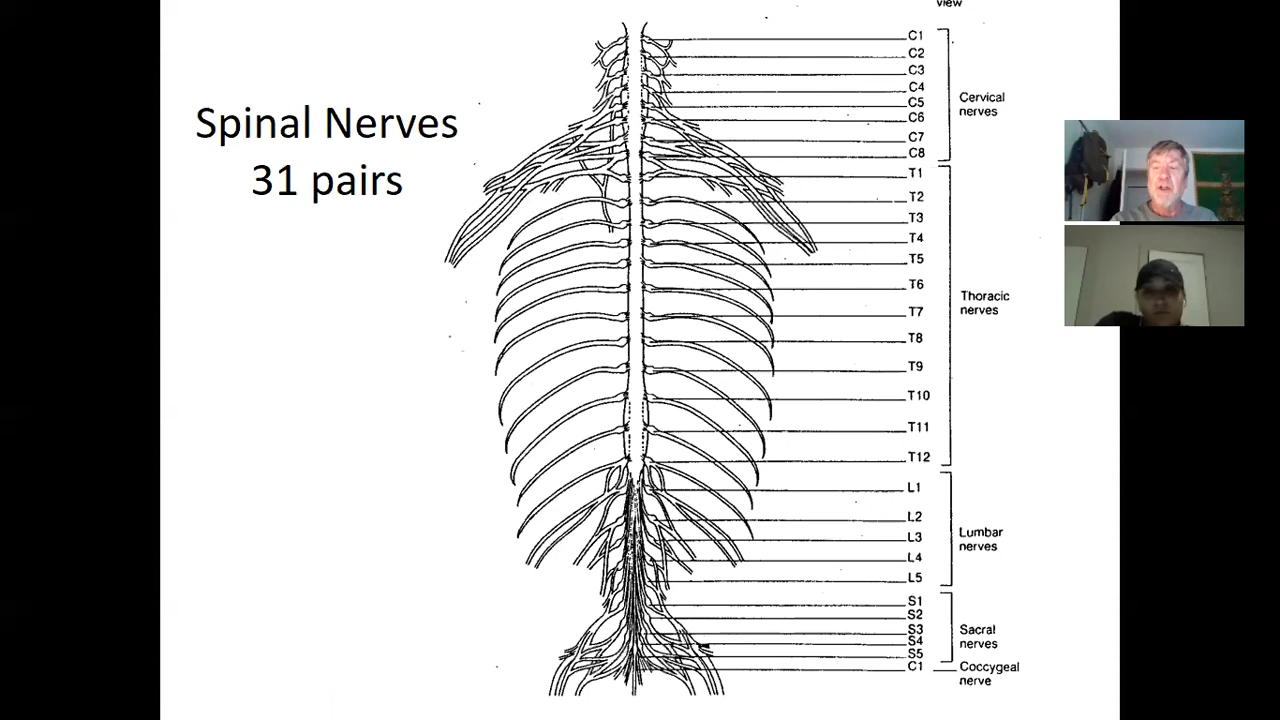 view
Spinal Nerves
31 pairs
C1
C2
C3
C4
C5
C6
C7
C8
Cervical
nerves
T1
T2
T3
T4
T5
T6
T7
T8
T9
T10
T11
T12
Thoracic
nerves
L1
L2
L3
L4
L5
Lumbar
nerves
S1
S2
S3
S4
S5
Sacral
nerves
C1
Coccygeal
nerve